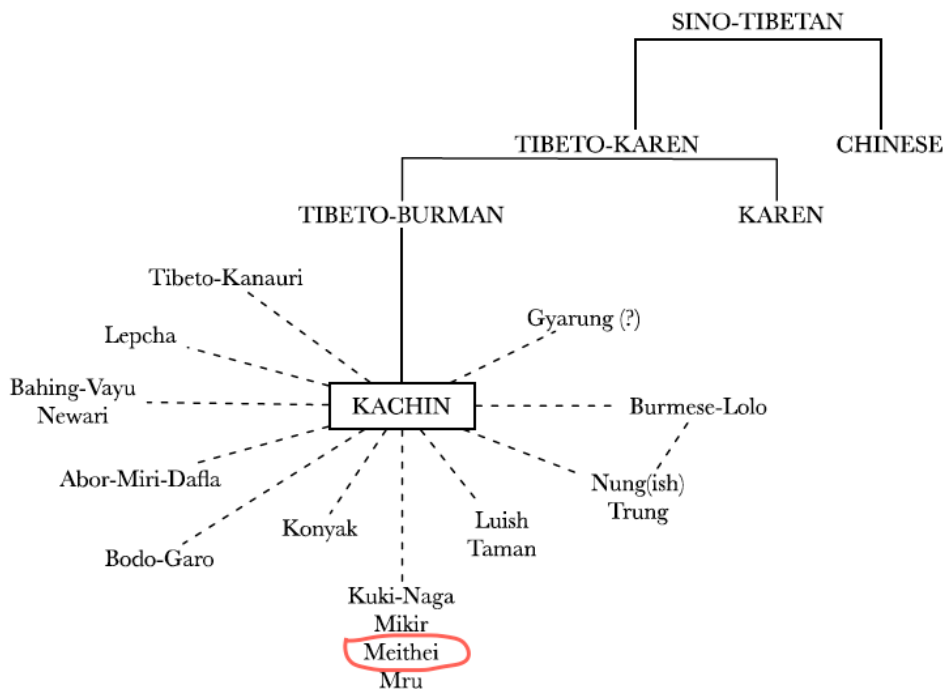 SINO-TIBETAN
TIBETO-KAREN
CHINESE
TIBETO-BURMAN
KAREN
Tibeto-Kanauri
Gyarung (?)
Lepcha
Bahing-Vayu
Newari
KACHIN
Burmese-Lolo
Abor-Miri-Dafla
Nung(ish)
Trung
Bodo-Garo
Konyak
Luish
Taman
Kuki-Naga
Mikir
Meithei
Mru